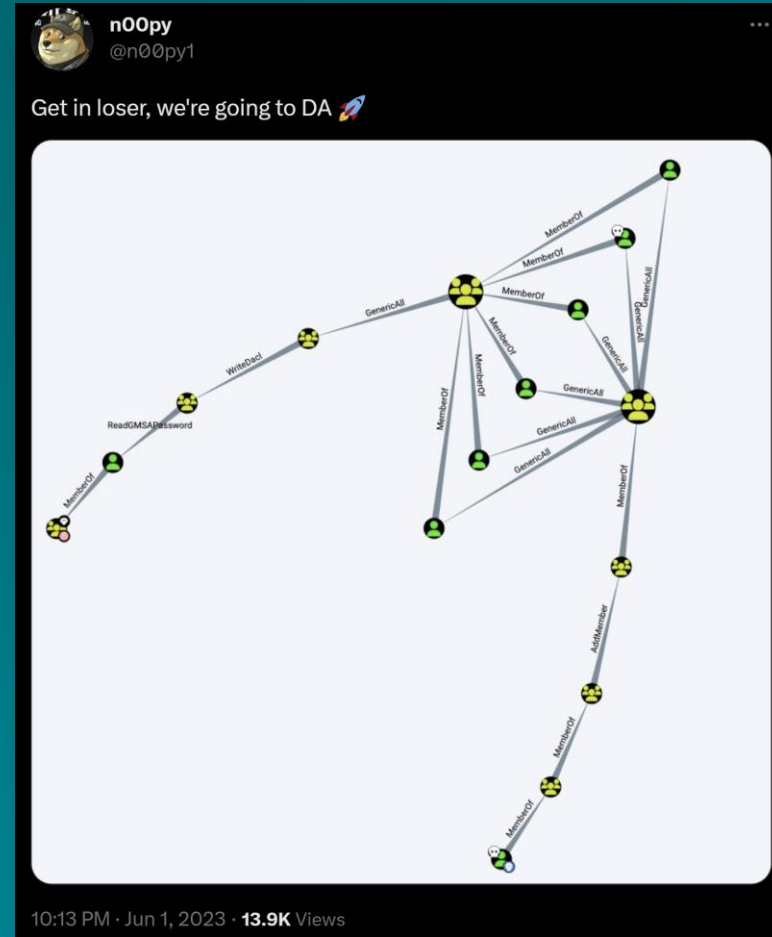 n00py
@n00py1
Get in loser, we're going to DA 🚀
MemberOf
MemberOf
GenericAll
MemberOf
GenericAll
GenericAll
MemberOf
WriteDacl
GenericAll
MemberOf
GenericAll
MemberOf
ReadGMSAPassword
GenericAll
GenericAll
MemberOf
MemberOf
AddMember
MemberOf
MemberOf
10:13 PM · Jun 1, 2023 · 13.9K Views